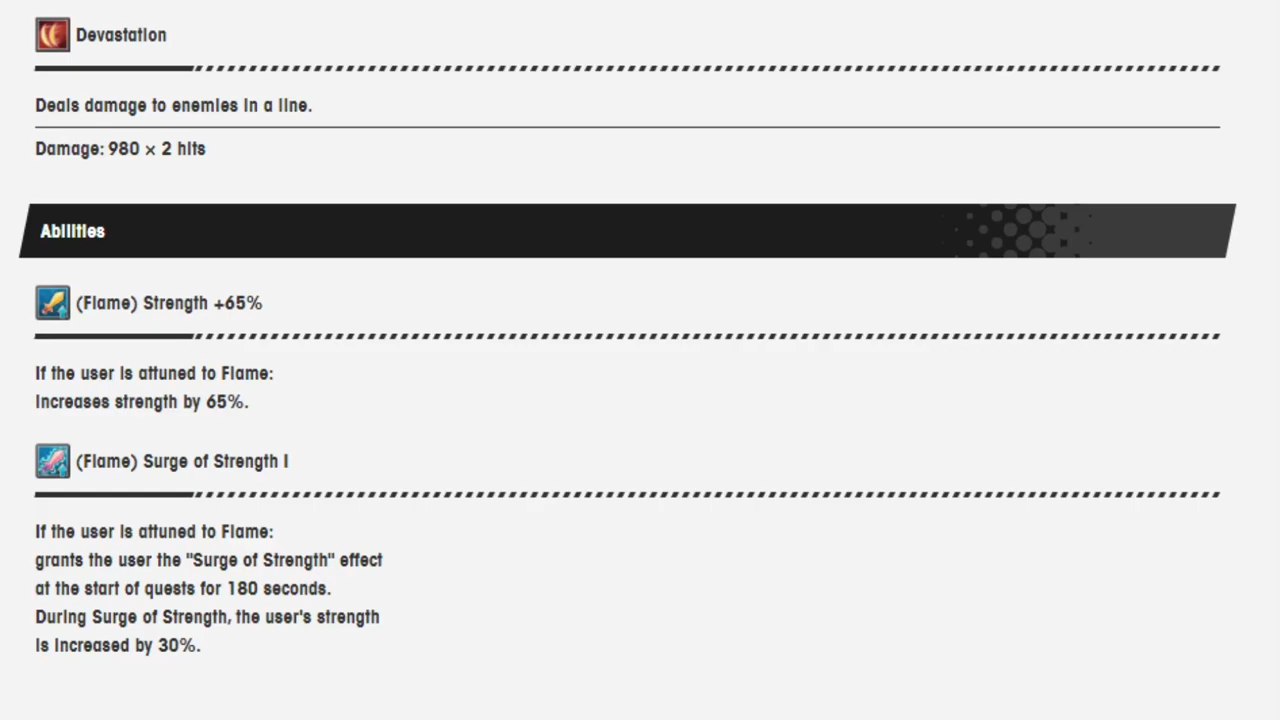 Devastation
Deals damage to enemies in a line.
Damage: 980 × 2 hits
Abilities
(Flame) Strength +65%
If the user is attuned to Flame:
Increases strength by 65%.
(Flame) Surge of Strength I
If the user is attuned to Flame:
grants the user the "Surge of Strength" effect
at the start of quests for 180 seconds.
During Surge of Strength, the user's strength
is increased by 30%.